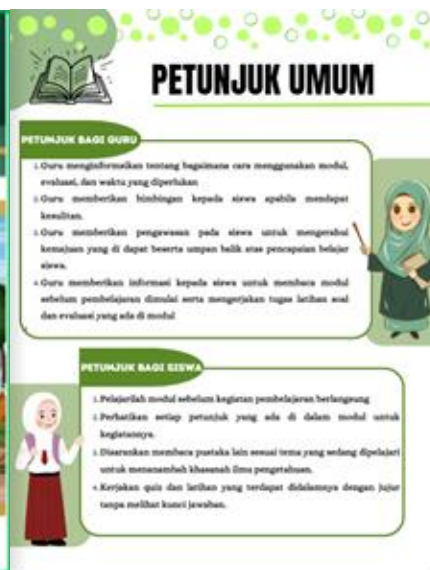 PETUNJUK UMUM
PETUNJUK BAGI GURU
1. Guru menginformsikan tentang bagaimana cara menggunakan modul,
evaluasi, dan waktu yang diperlukan
2. Guru memberikan bimbingan kepada siswa apabila mendapat
kesulitan.
3. Guru memberikan pengawasan pada siswa untuk mengetahui
kemajuan yang di dapat beserta umpan balik atas pencapaian belajar
siswa.
4. Guru memberikan informasi kepada siswa untuk membaca modul
sebelum pembelajaran dimulai serta mengerjakan tugas latihan soal
dan evaluasi yang ada di modul
PETUNJUK BAGI SISWA
1. Pelajarilah modul sebelum kegiatan pembelajaran berlangsung
2. Perhatikan setiap petunjuk yang ada di dalam modul untuk
kegiatannya.
3. Disarankan membaca pustaka lain sesuai tema yang sedang dipelajari
untuk menanambah khasanah ilmu pengetahuan.
4. Kerjakan quiz dan latihan yang terdapat didalamnya dengan jujur
tanpa melihat kunci jawaban.